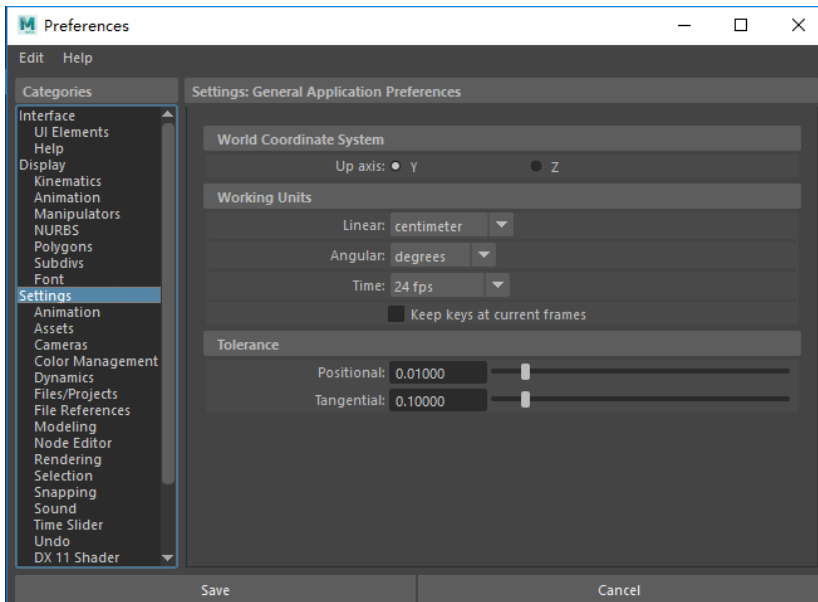 Preferences
Edit Help
Categories
Interface
UI Elements
Help
Display
Kinematics
Animation
Manipulators
NURBS
Polygons
Subdivs
Font
Settings
Animation
Assets
Cameras
Color Management
Dynamics
Files/Projects
File References
Modeling
Node Editor
Rendering
Selection
Snapping
Sound
Time Slider
Undo
DX 11 Shader
Settings: General Application Preferences
World Coordinate System
Up axis: Y Z
Working Units
Linear: centimeter
Angular: degrees
Time: 24 fps
Keep keys at current frames
Tolerance
Positional: 0.01000
Tangential: 0.10000
Save Cancel